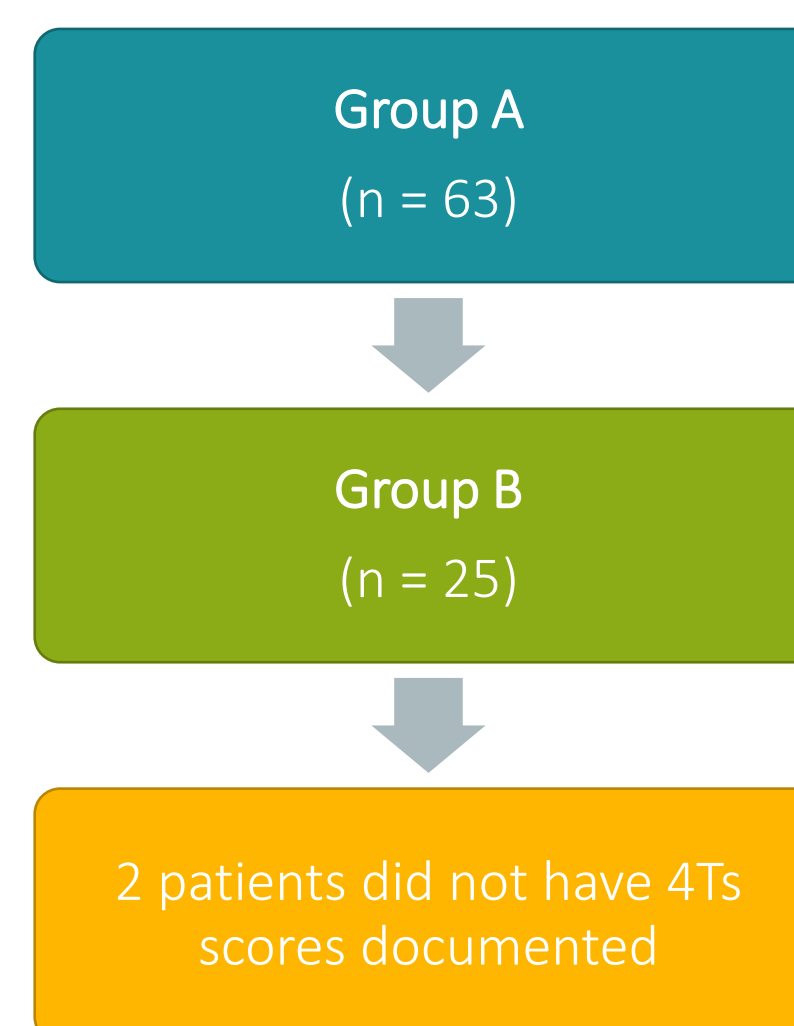 Group A
(n = 63)
Group B
(n = 25)
2 patients did not have 4Ts
scores documented